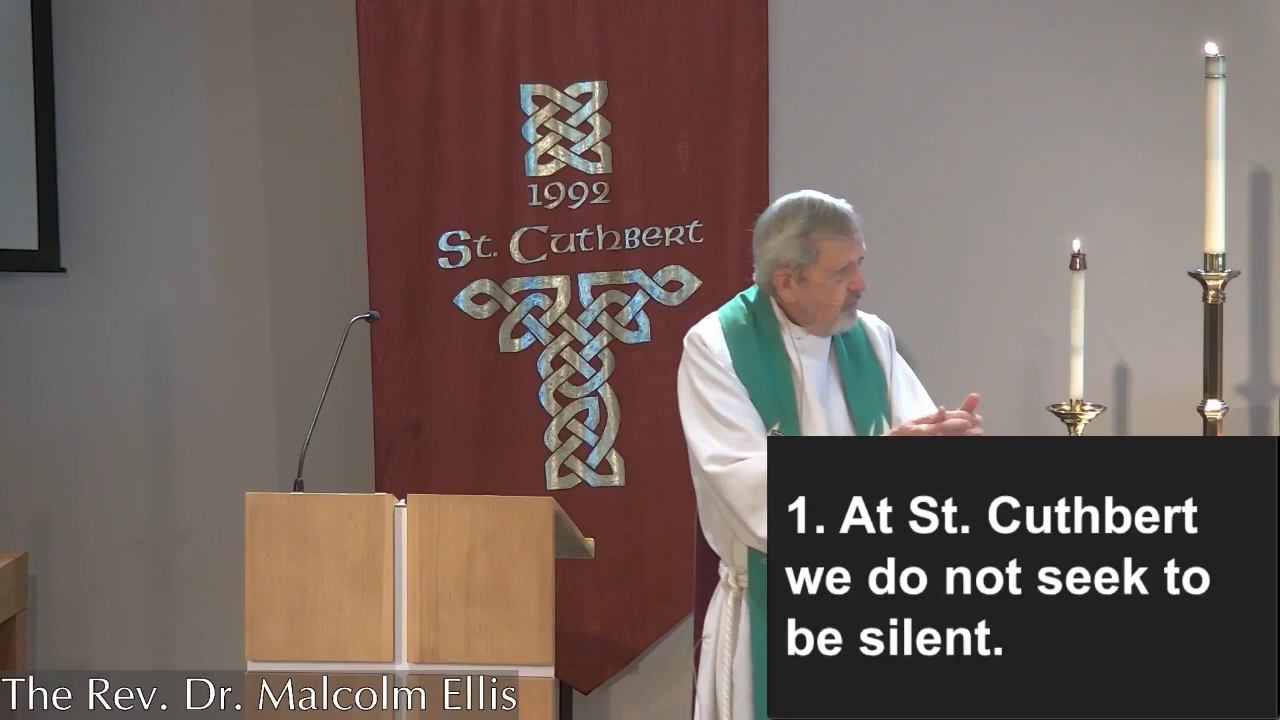 1992
St. Cuthbert
1. At St. Cuthbert
we do not seek to
be silent.
The Rev. Dr. Malcolm Ellis